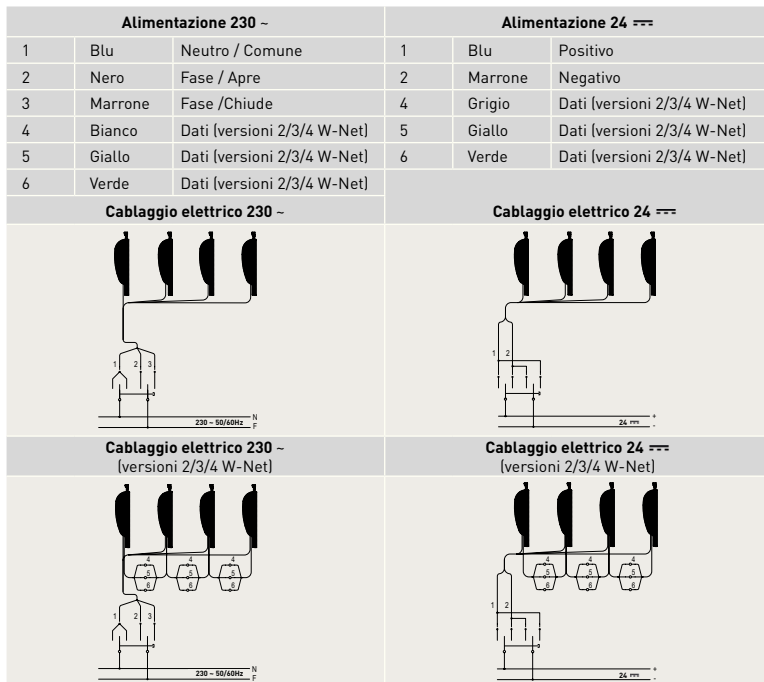 Alimentazione 230 ~
1 Blu Neutro / Comune
2 Nero Fase / Apre
3 Marrone Fase /Chiude
4 Bianco Dati (versioni 2/3/4 W-Net)
5 Giallo Dati (versioni 2/3/4 W-Net)
6 Verde Dati (versioni 2/3/4 W-Net)
Alimentazione 24 ⎓
1 Blu Positivo
2 Marrone Negativo
4 Grigio Dati (versioni 2/3/4 W-Net)
5 Giallo Dati (versioni 2/3/4 W-Net)
6 Verde Dati (versioni 2/3/4 W-Net)
Cablaggio elettrico 230 ~
1 2 3
N
230 ~ 50/60Hz
F
Cablaggio elettrico 24 ⎓
1 2
+
24 ⎓
-
Cablaggio elettrico 230 ~
(versioni 2/3/4 W-Net)
4 4 4
5 5 5
6 6 6
1 2 3
N
230 ~ 50/60Hz
F
Cablaggio elettrico 24 ⎓
(versioni 2/3/4 W-Net)
4 4 4
5 5 5
6 6 6
1 2
+
24 ⎓
-